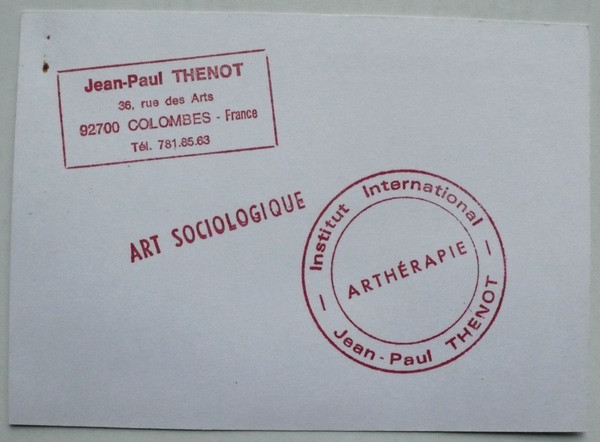 Jean-Paul THENOT
36, rue des Arts
92700 COLOMBES - France
Tél. 781.85.63
ART SOCIOLOGIQUE
Institut International
ARTHÉRAPIE
Jean-Paul THENOT